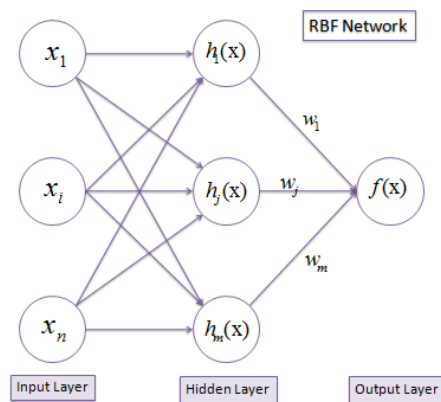 RBF Network
x₁
h₁(x)
w₁
xᵢ
hⱼ(x)
wⱼ
f(x)
wₘ
xₙ
hₘ(x)
Input Layer
Hidden Layer
Output Layer